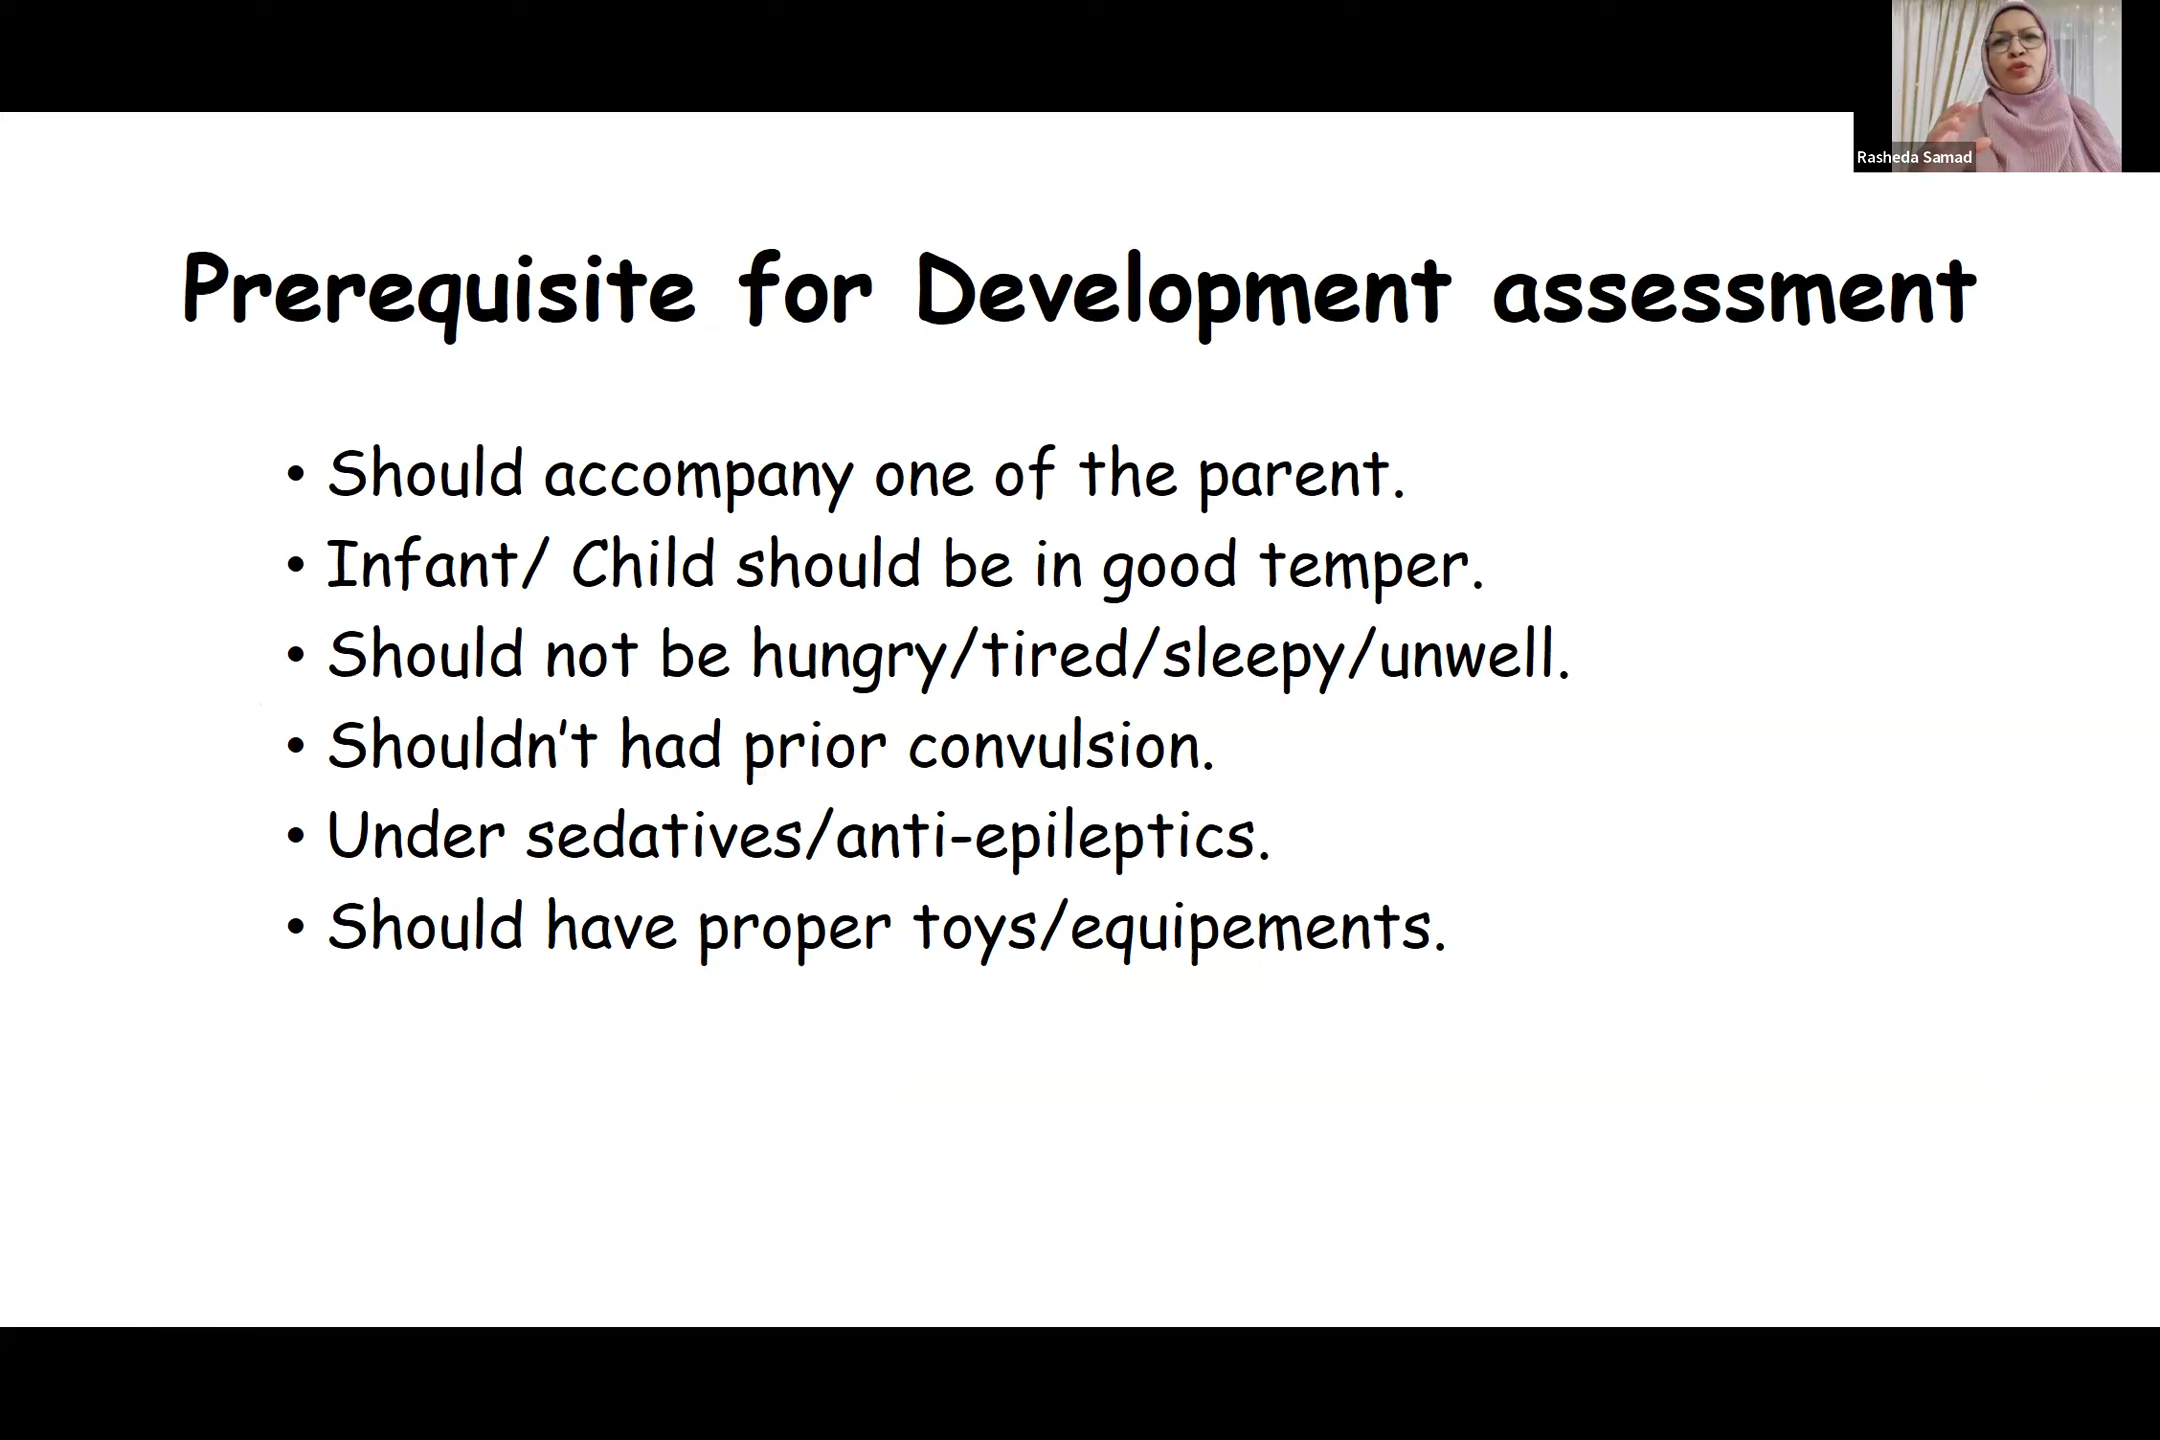 Rasheda Samad
Prerequisite for Development assessment
• Should accompany one of the parent.
• Infant/ Child should be in good temper.
• Should not be hungry/tired/sleepy/unwell.
• Shouldn't had prior convulsion.
• Under sedatives/anti-epileptics.
• Should have proper toys/equipements.